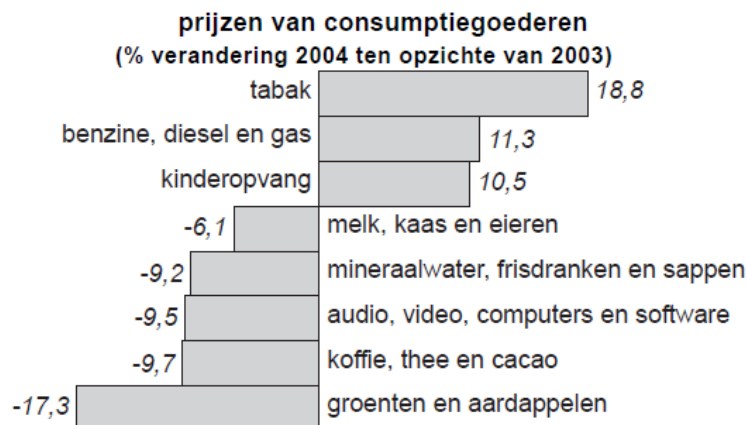 prijzen van consumptiegoederen
(% verandering 2004 ten opzichte van 2003)
tabak 18,8
benzine, diesel en gas 11,3
kinderopvang 10,5
-6,1 melk, kaas en eieren
-9,2 mineraalwater, frisdranken en sappen
-9,5 audio, video, computers en software
-9,7 koffie, thee en cacao
-17,3 groenten en aardappelen